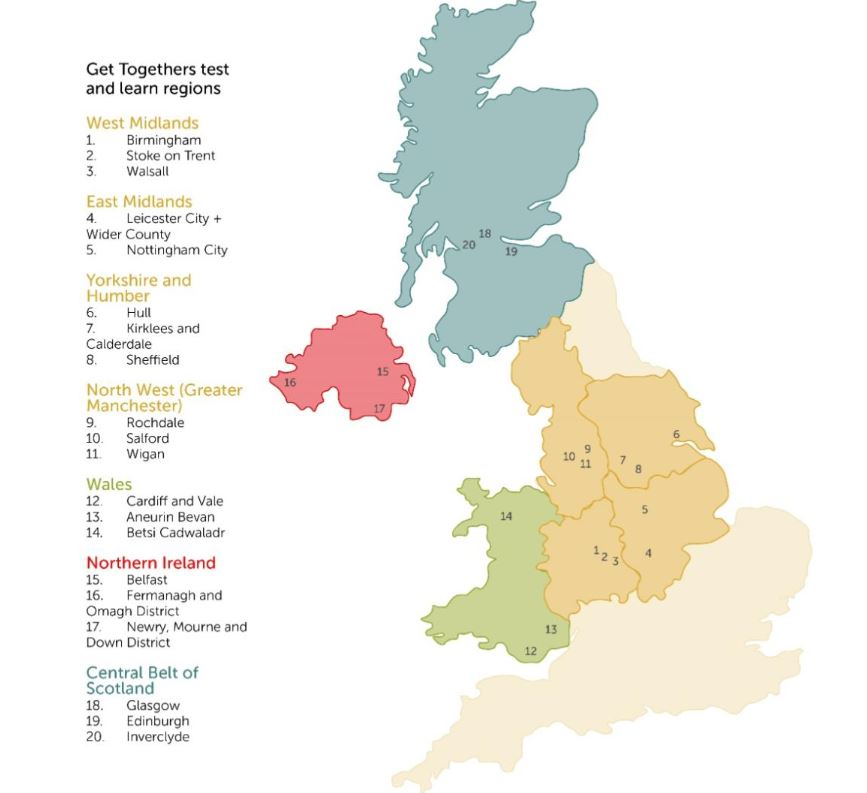 Get Togethers test
and learn regions
West Midlands
1. Birmingham
2. Stoke on Trent
3. Walsall
East Midlands
4. Leicester City +
Wider County
5. Nottingham City
Yorkshire and
Humber
6. Hull
7. Kirklees and
Calderdale
8. Sheffield
North West (Greater
Manchester)
9. Rochdale
10. Salford
11. Wigan
Wales
12. Cardiff and Vale
13. Aneurin Bevan
14. Betsi Cadwaladr
Northern Ireland
15. Belfast
16. Fermanagh and
Omagh District
17. Newry, Mourne and
Down District
Central Belt of
Scotland
18. Glasgow
19. Edinburgh
20. Inverclyde
18
20
19
15
16
17
6
9
10
11
7
8
14
5
1
2
3
4
13
12